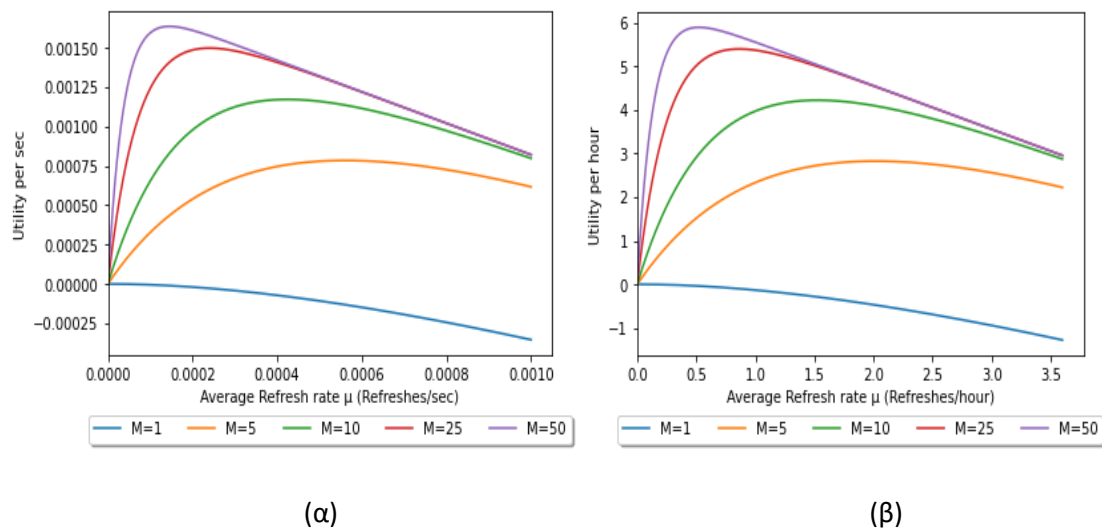 0.00150
0.00125
0.00100
0.00075
0.00050
0.00025
0.00000
−0.00025
Utility per sec
0.0000 0.0002 0.0004 0.0006 0.0008 0.0010
Average Refresh rate μ (Refreshes/sec)
M=1 M=5 M=10 M=25 M=50
(α)
6
5
4
3
2
1
0
−1
Utility per hour
0.0 0.5 1.0 1.5 2.0 2.5 3.0 3.5
Average Refresh rate μ (Refreshes/hour)
M=1 M=5 M=10 M=25 M=50
(β)